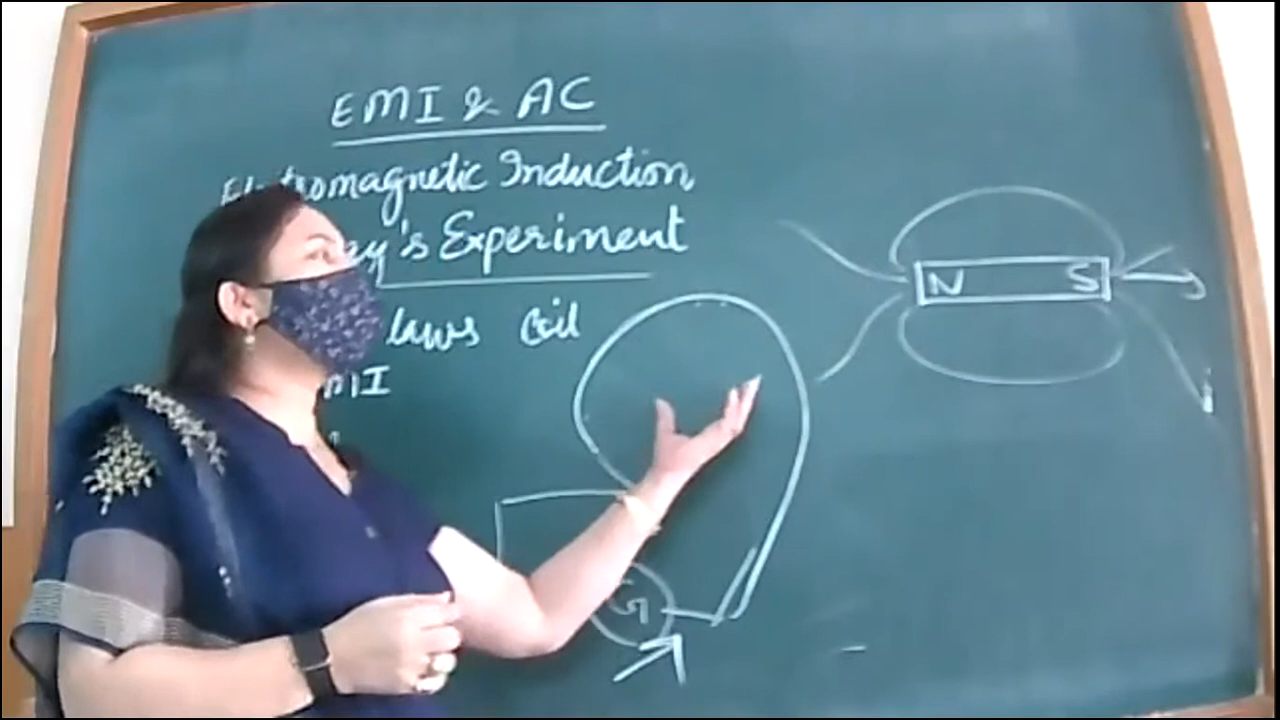 EMI & AC
Electromagnetic Induction
's Experiment
laws coil
MI
N S
G